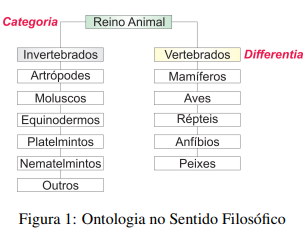 Categoria
Reino Animal
Invertebrados
Vertebrados
Differentia
Artrópodes
Mamíferos
Moluscos
Aves
Equinodermos
Répteis
Platelmintos
Anfíbios
Nematelmintos
Peixes
Outros
Figura 1: Ontologia no Sentido Filosófico